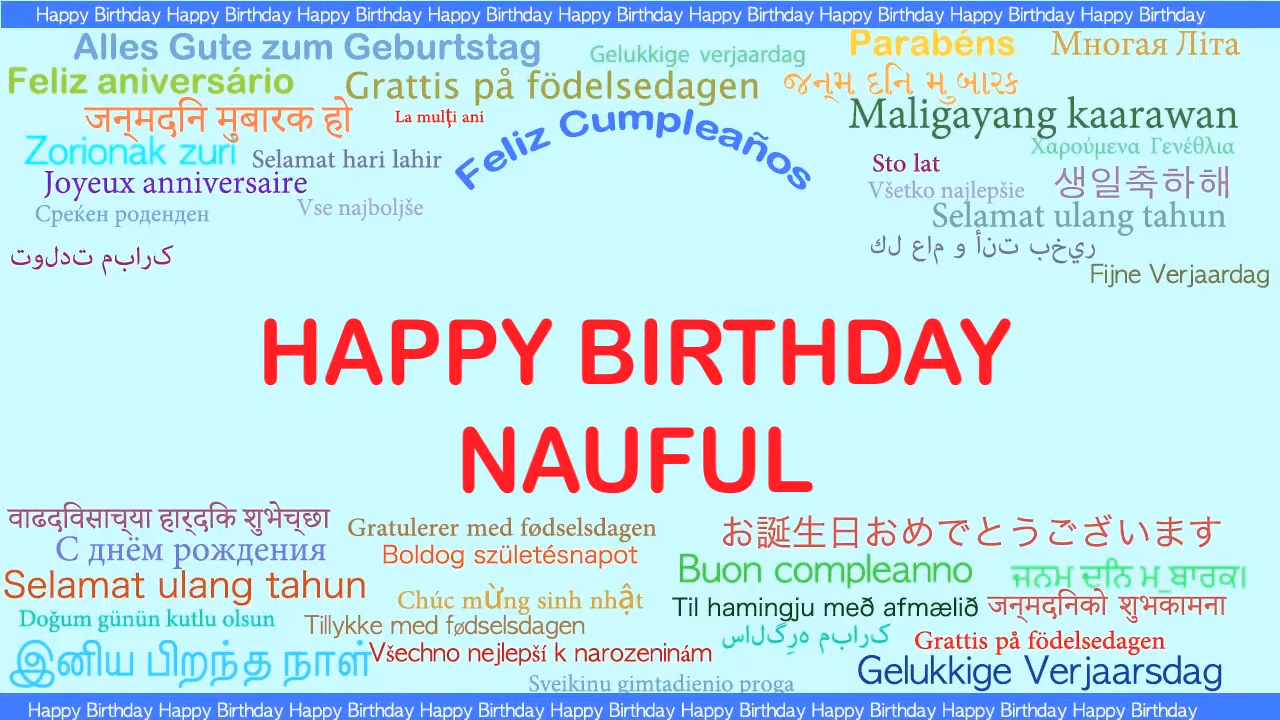 Happy Birthday Happy Birthday Happy Birthday Happy Birthday Happy Birthday Happy Birthday Happy Birthday Happy Birthday Happy Birthday
Alles Gute zum Geburtstag
Gelukkige verjaardag
Parabéns
Многая Літа
Feliz aniversário
Grattis på födelsedagen
જન્મ દિન મુબારક
जन्मदिन मुबारक हो
La mulţi ani
Feliz Cumpleaños
Maligayang kaarawan
Zorionak zuri
Selamat hari lahir
Χαρούμενα Γενέθλια
Sto lat
Joyeux anniversaire
Všetko najlepšie
생일축하해
Среќен роденден
Vse najboljše
Selamat ulang tahun
تولدت مبارک
كل عام و أنت بخير
Fijne Verjaardag
HAPPY BIRTHDAY
NAUFUL
वाढदिवसाच्या हार्दिक शुभेच्छा
Gratulerer med fødselsdagen
お誕生日おめでとうございます
С днём рождения
Boldog születésnapot
Buon compleanno
ਜਨਮ ਦਿਨ ਮੁਬਾਰਕ।
Selamat ulang tahun
Chúc mừng sinh nhật
Til hamingju með afmælið
जन्मदिनको शुभकामना
Doğum günün kutlu olsun
Tillykke med fødselsdagen
سالگرہ مبارک
Grattis på födelsedagen
இனிய பிறந்த நாள்
Všechno nejlepší k narozeninám
Gelukkige Verjaarsdag
Sveikinu gimtadienio proga
Happy Birthday Happy Birthday Happy Birthday Happy Birthday Happy Birthday Happy Birthday Happy Birthday Happy Birthday Happy Birthday